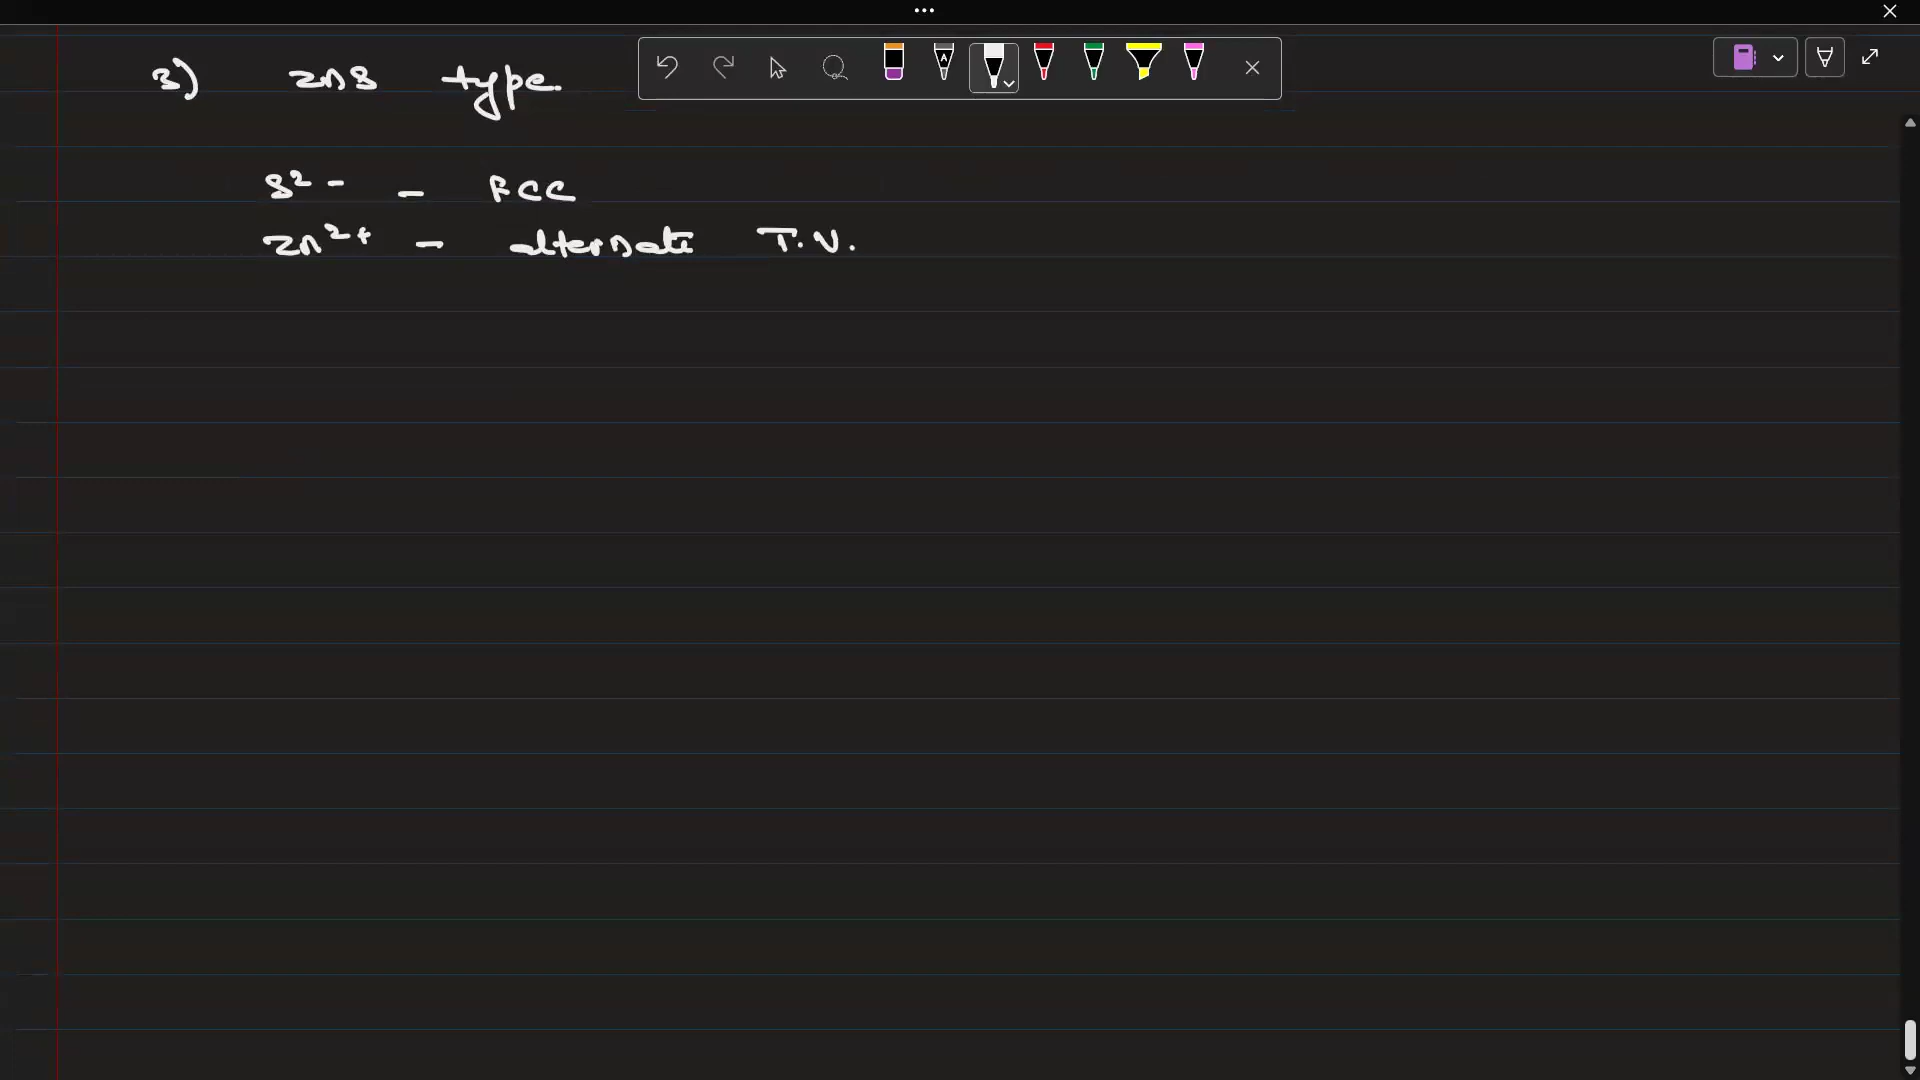 3) ZnS type.
S²⁻ - FCC
Zn²⁺ - alternate T.V.